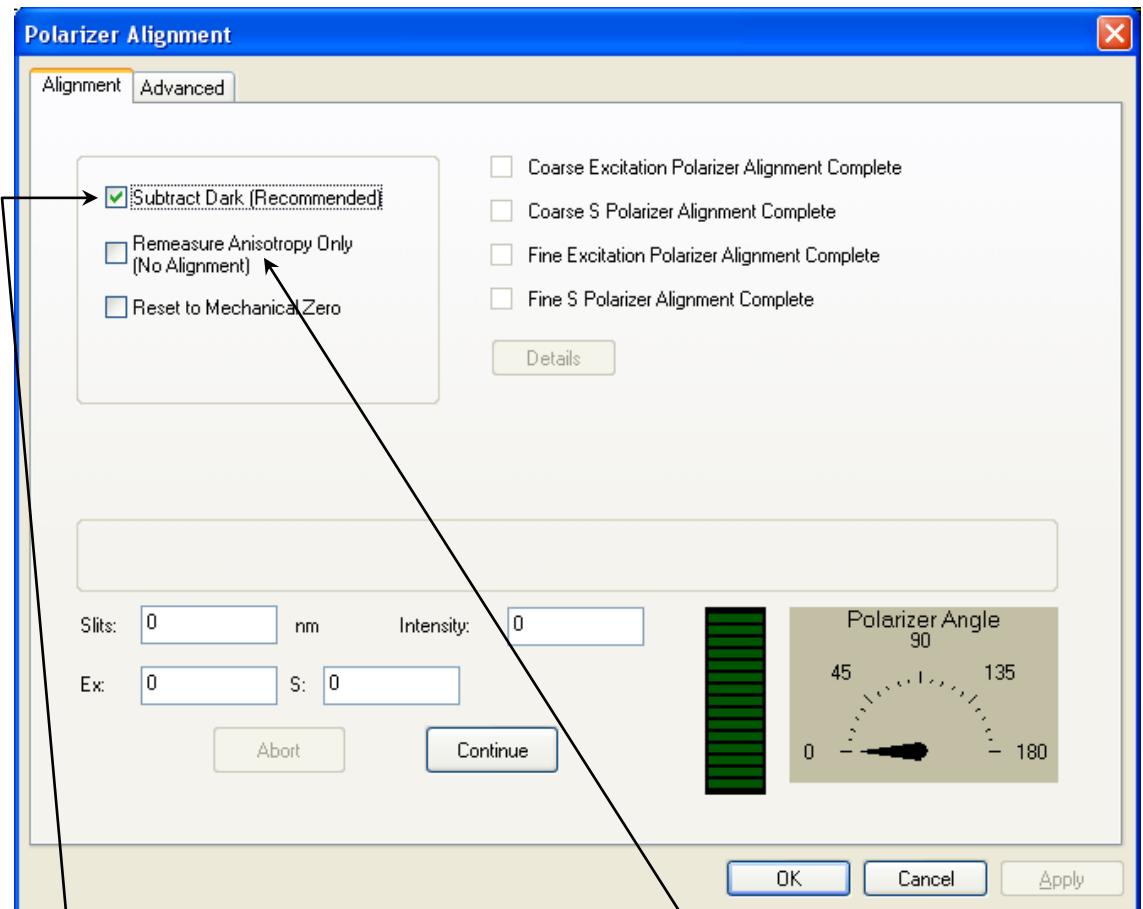 Polarizer Alignment
Alignment
Advanced
Subtract Dark (Recommended)
Remeasure Anisotropy Only
(No Alignment)
Reset to Mechanical Zero
Coarse Excitation Polarizer Alignment Complete
Coarse S Polarizer Alignment Complete
Fine Excitation Polarizer Alignment Complete
Fine S Polarizer Alignment Complete
Details
Slits: 0 nm Intensity: 0
Ex: 0 S: 0
Abort Continue
Polarizer Angle
90
45 135
0 180
OK Cancel Apply